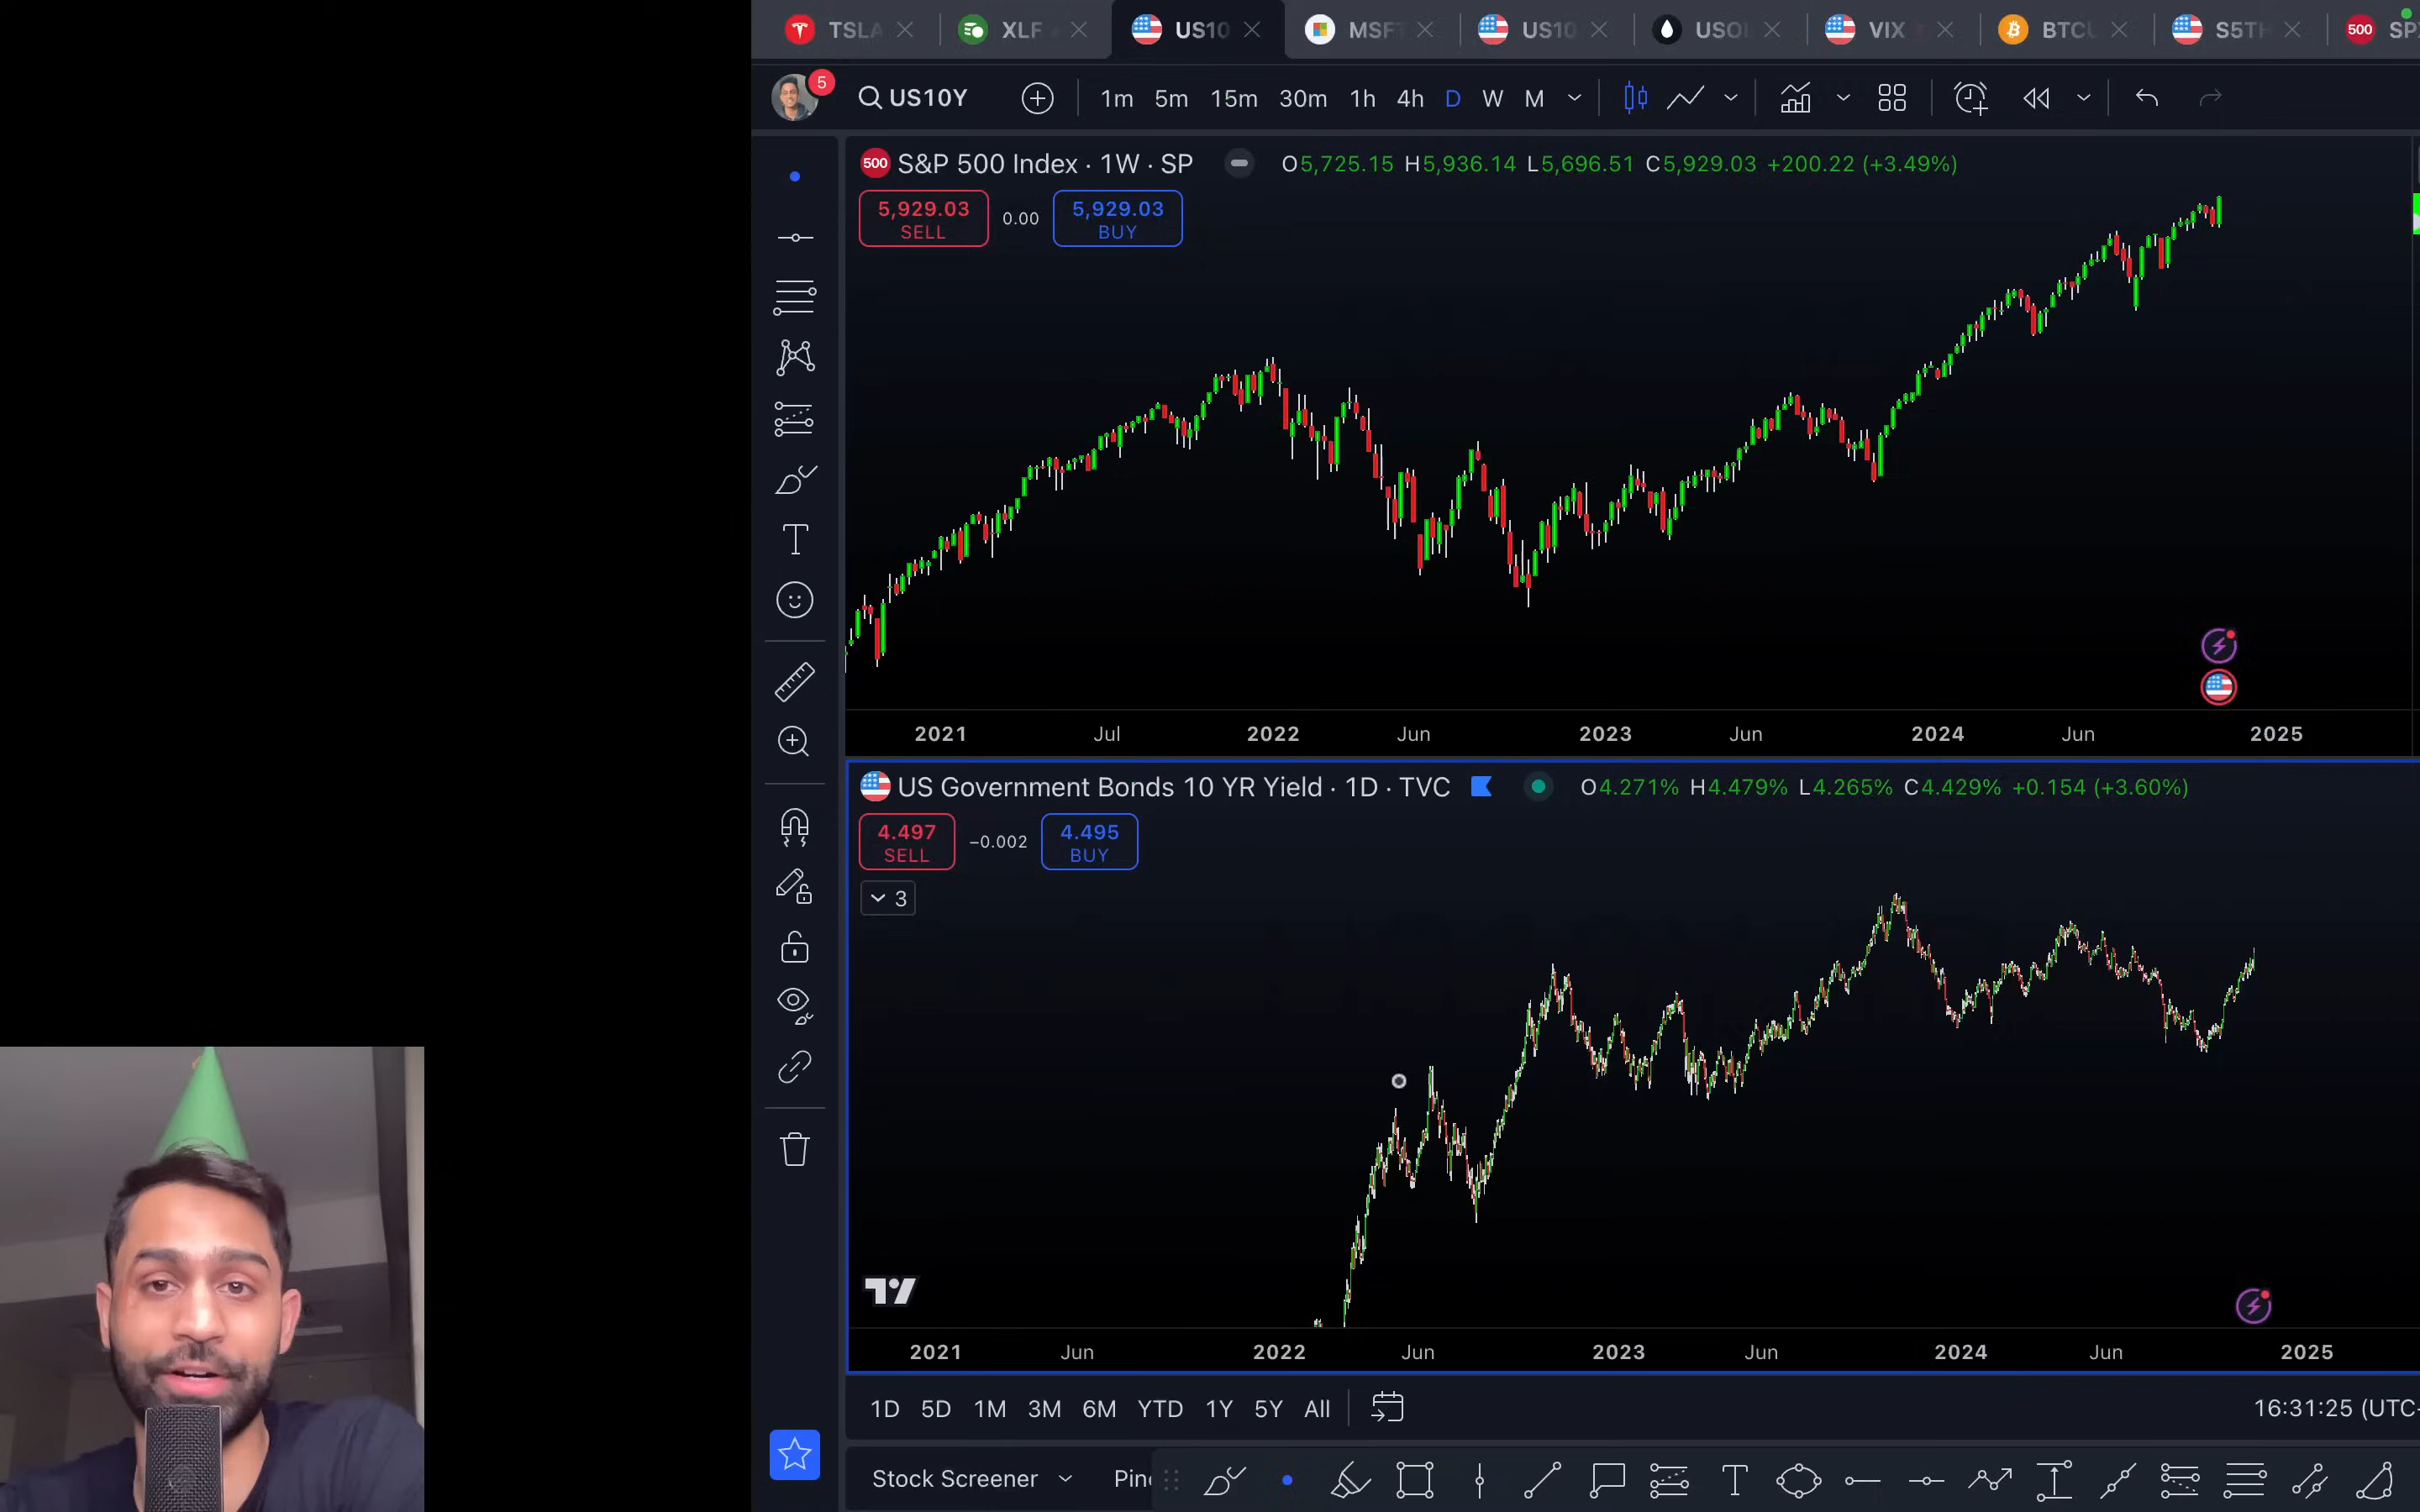 TSLA XLF US10 MSFT US10 USOI VIX BTCU S5TH 500 SP
5 US10Y 1m 5m 15m 30m 1h 4h D W M
500 S&P 500 Index · 1W · SP O5,725.15 H5,936.14 L5,696.51 C5,929.03 +200.22 (+3.49%)
5,929.03 0.00 5,929.03
SELL BUY
2021 Jul 2022 Jun 2023 Jun 2024 Jun 2025
US Government Bonds 10 YR Yield · 1D · TVC O4.271% H4.479% L4.265% C4.429% +0.154 (+3.60%)
4.497 −0.002 4.495
SELL BUY
3
2021 Jun 2022 Jun 2023 Jun 2024 Jun 2025
1D 5D 1M 3M 6M YTD 1Y 5Y All 16:31:25 (UTC-
Stock Screener Pine